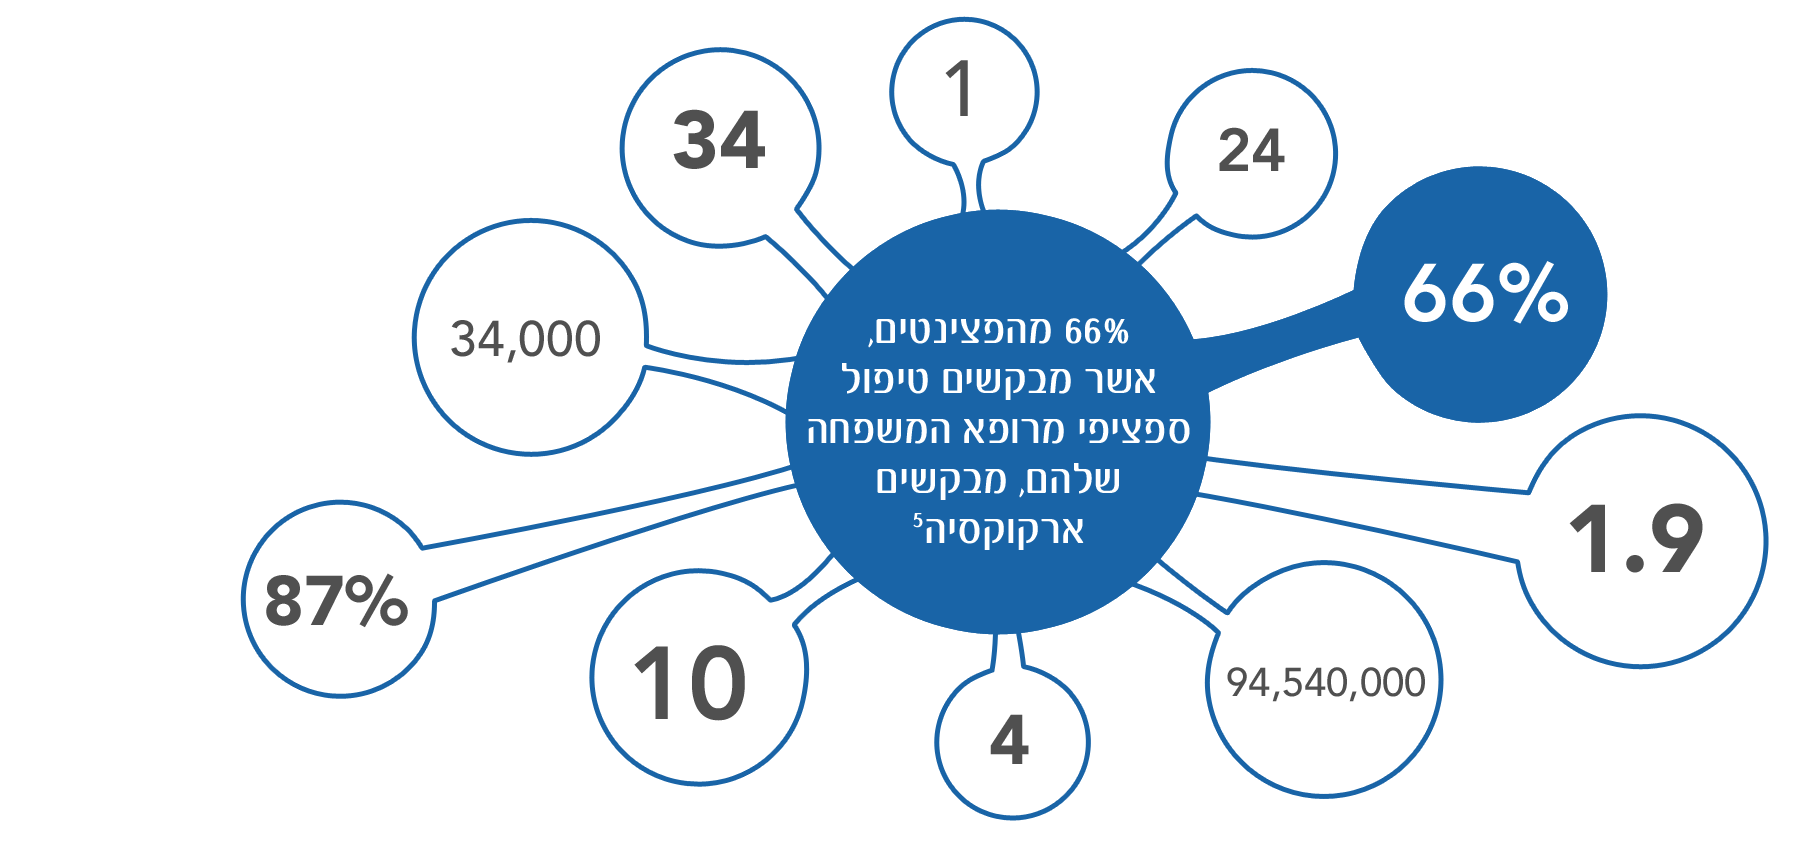 1
34
24
66%
34,000
66% מהפצינטים,
אשר מבקשים טיפול
ספציפי מרופא המשפחה
שלהם, מבקשים
ארקוקסיה5
1.9
87%
10
94,540,000
4